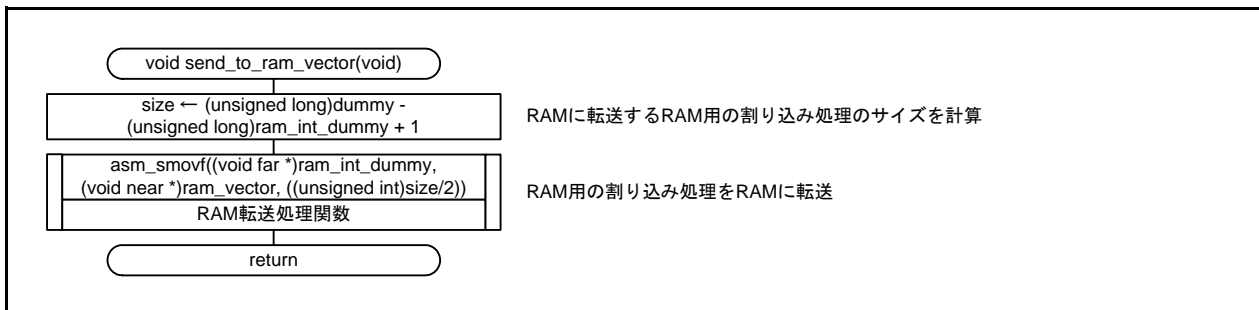 void send_to_ram_vector(void)
size ← (unsigned long)dummy -
(unsigned long)ram_int_dummy + 1
RAMに転送するRAM用の割り込み処理のサイズを計算
asm_smovf((void far *)ram_int_dummy,
(void near *)ram_vector, ((unsigned int)size/2))
RAM転送処理関数
RAM用の割り込み処理をRAMに転送
return